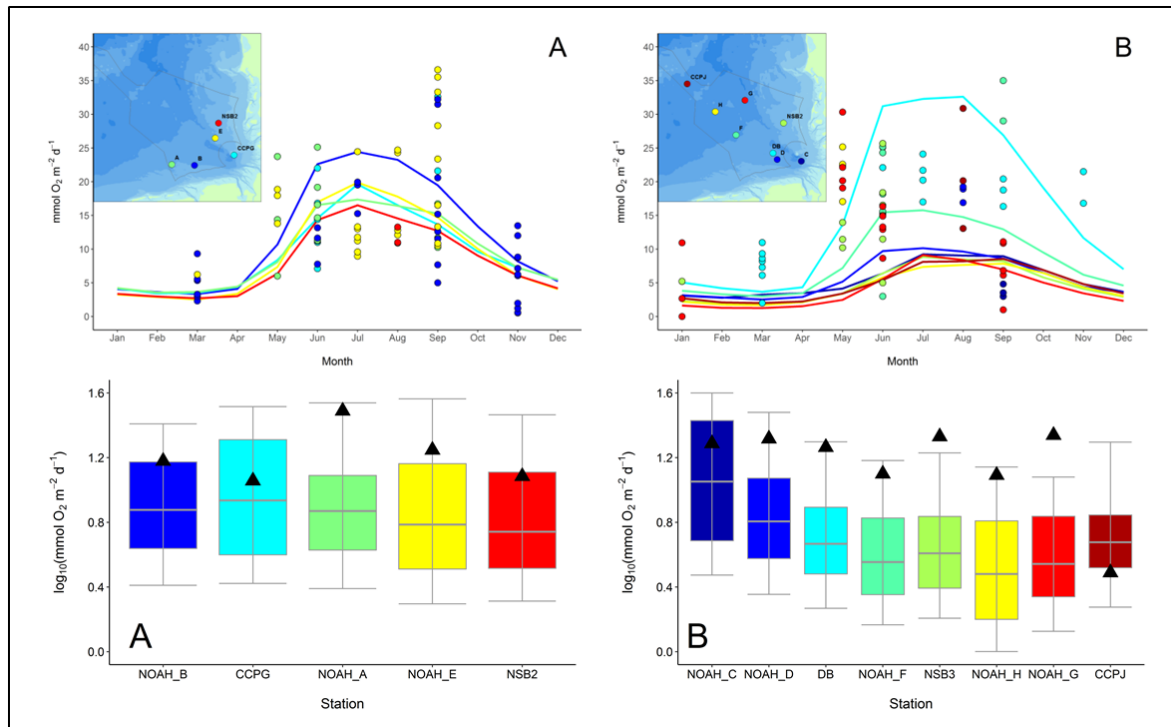 A
40
35
30
25
20
15
10
5
0
mmol O₂ m⁻² d⁻¹
NSB2
E
CCPG
A
B
Jan Feb Mar Apr May Jun Jul Aug Sep Oct Nov Dec
Month
B
40
35
30
25
20
15
10
5
0
mmol O₂ m⁻² d⁻¹
CCPJ
G
H
NSB2
F
DB
D
C
Jan Feb Mar Apr May Jun Jul Aug Sep Oct Nov Dec
Month
1.6
1.2
0.8
0.4
0.0
log₁₀(mmol O₂ m⁻² d⁻¹)
A
NOAH_B CCPG NOAH_A NOAH_E NSB2
Station
1.6
1.2
0.8
0.4
0.0
log₁₀(mmol O₂ m⁻² d⁻¹)
B
NOAH_C NOAH_D DB NOAH_F NSB3 NOAH_H NOAH_G CCPJ
Station